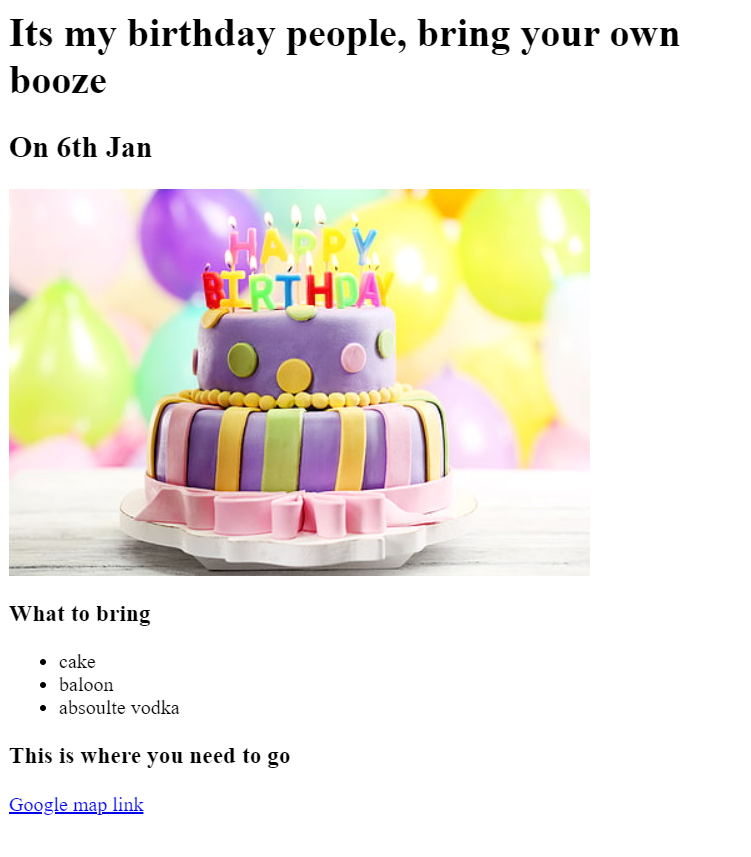 Its my birthday people, bring your own
booze
On 6th Jan
HAPPY
BIRTHDAY
What to bring
cake
baloon
absoulte vodka
This is where you need to go
Google map link